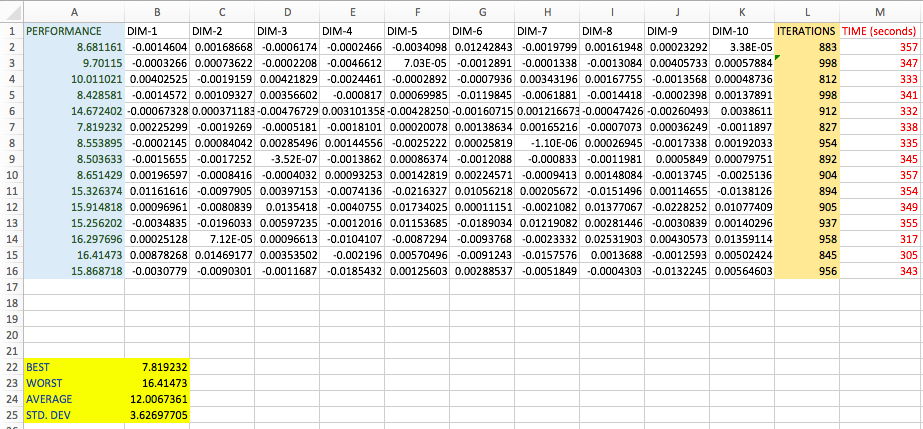 A B C D E F G H I J K L M
1 PERFORMANCE DIM-1 DIM-2 DIM-3 DIM-4 DIM-5 DIM-6 DIM-7 DIM-8 DIM-9 DIM-10 ITERATIONS TIME (seconds)
2 8.681161 -0.0014604 0.00168668 -0.0006174 -0.0002466 -0.0034098 0.01242843 -0.0019799 0.00161948 0.00023292 3.38E-05 883 357
3 9.70115 -0.0003266 0.00073622 -0.0002208 -0.0046612 7.03E-05 -0.0012891 -0.0001338 -0.0013084 0.00405733 0.00057884 998 347
4 10.011021 0.00402525 -0.0019159 0.00421829 -0.0024461 -0.0002892 -0.0007936 0.00343196 0.00167755 -0.0013568 0.00048736 812 333
5 8.428581 -0.0014572 0.00109327 0.00356602 -0.000817 0.00069985 -0.0119845 -0.0061881 -0.0014418 -0.0002398 0.00137891 998 341
6 14.672402 -0.00067328 0.000371183 -0.00476729 0.003101358 -0.00428250 -0.00160715 0.001216673 -0.00047426 -0.00260493 0.0038611 912 332
7 7.819232 0.00225299 -0.0019269 -0.0005181 -0.0018101 0.00020078 0.00138634 0.00165216 -0.0007073 0.00036249 -0.0011897 827 338
8 8.553895 -0.0002145 0.00084042 0.00285496 0.00144556 -0.0025222 0.00025819 -1.10E-06 0.00026945 -0.0017338 0.00192033 954 335
9 8.503633 -0.0015655 -0.0017252 -3.52E-07 -0.0013862 0.00086374 -0.0012088 -0.000833 -0.0011981 0.0005849 0.00079751 892 345
10 8.651429 0.00196597 -0.0008416 -0.0004032 0.00093253 0.00142819 0.00224571 -0.0009413 0.00148084 -0.0013745 -0.0025136 904 357
11 15.326374 0.01161616 -0.0097905 0.00397153 -0.0074136 -0.0216327 0.01056218 0.00205672 -0.0151496 0.00114655 -0.0138126 894 354
12 15.914818 0.00096961 -0.0080839 0.0135418 -0.0040755 0.01734025 0.00011151 -0.0021082 0.01377067 -0.0228252 0.01077409 905 349
13 15.256202 -0.0034835 -0.0196033 0.00597235 -0.0012016 0.01153685 -0.0189034 0.01219082 0.00281446 -0.0030839 0.00140296 937 355
14 16.297696 0.00025128 7.12E-05 0.00096613 -0.0104107 -0.0087294 -0.0093768 -0.0023332 0.02531903 0.00430573 0.01359114 958 317
15 16.41473 0.00878268 0.01469177 0.00353502 -0.002196 0.00570496 -0.0091243 -0.0157576 0.0013688 -0.0012593 0.00502424 845 305
16 15.868718 -0.0030779 -0.0090301 -0.0011687 -0.0185432 0.00125603 0.00288537 -0.0051849 -0.0004303 -0.0132245 0.00564603 956 343
17
18
19
20
21
22 BEST 7.819232
23 WORST 16.41473
24 AVERAGE 12.0067361
25 STD. DEV 3.62697705